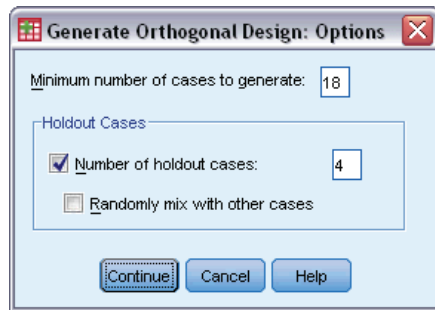 Generate Orthogonal Design: Options
Minimum number of cases to generate: 18
Holdout Cases
Number of holdout cases: 4
Randomly mix with other cases
Continue Cancel Help